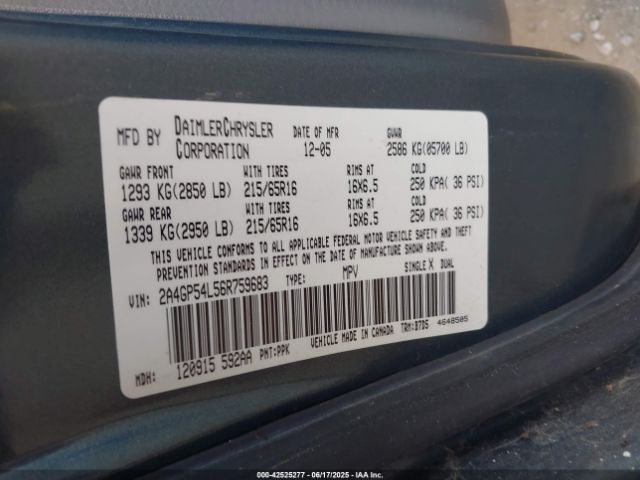 MFD BY DAIMLERCHRYSLER CORPORATION DATE OF MFR 12-05 GVWR 2586 KG(05700 LB)
GAWR FRONT WITH TIRES RIMS AT COLD
1293 KG(2850 LB) 215/65R16 16X6.5 250 KPA( 36 PSI)
GAWR REAR WITH TIRES RIMS AT COLD
1339 KG(2950 LB) 215/65R16 16X6.5 250 KPA( 36 PSI)
THIS VEHICLE CONFORMS TO ALL APPLICABLE FEDERAL MOTOR VEHICLE SAFETY AND THEFT
PREVENTION STANDARDS IN EFFECT ON THE DATE OF MANUFACTURE SHOWN ABOVE.
VIN: 2A4GP54L56R759683 TYPE: MPV SINGLE X DUAL
MDH: 120915 592AA PNT:PPK VEHICLE MADE IN CANADA TRM:B7D5 4648505
000-42525277 - 06/17/2025 - IAAI.COM